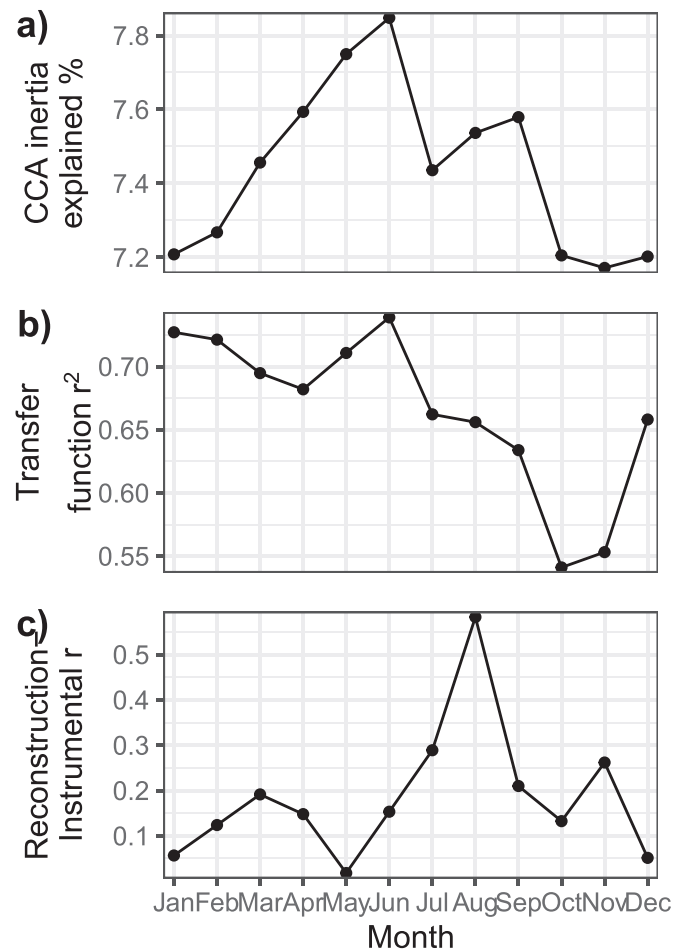 a)
CCA inertia
explained %
7.8
7.6
7.4
7.2
b)
Transfer
function r²
0.70
0.65
0.60
0.55
c)
Reconstruction-
Instrumental r
0.5
0.4
0.3
0.2
0.1
Jan Feb Mar Apr May Jun Jul Aug Sep Oct Nov Dec
Month